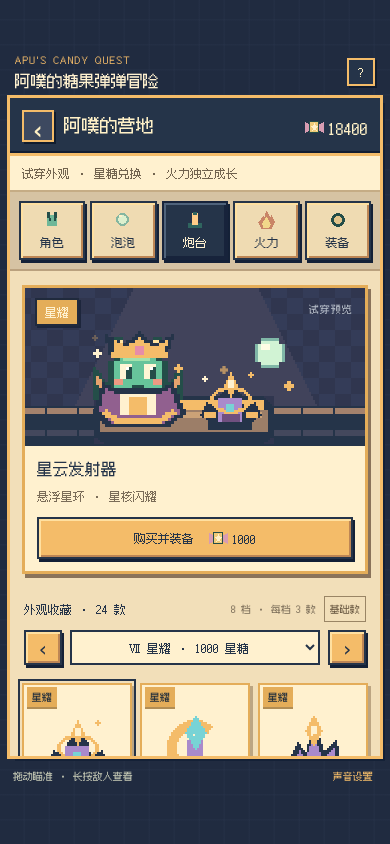 APU'S CANDY QUEST
阿噗的糖果弹弹冒险
?
‹ 阿噗的营地 18400
试穿外观 · 星糖兑换 · 火力独立成长
角色 泡泡 炮台 火力 装备
星耀 试穿预览
星云发射器
悬浮星环 · 星核闪耀
购买并装备 1000
外观收藏 · 24 款 8 档 · 每档 3 款 基础款
‹ Ⅶ 星耀 · 1000 星糖 ›
星耀 星耀 星耀
拖动瞄准 · 长按敌人查看 声音设置